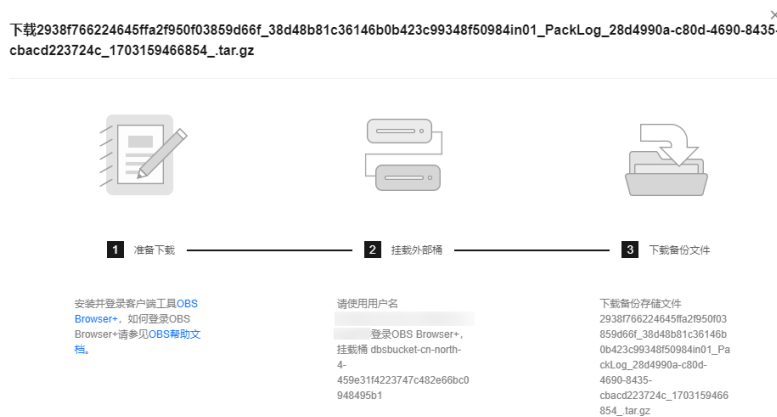 下载2938f766224645ffa2f950f03859d66f_38d48b81c36146b0b423c99348f50984in01_PackLog_28d4990a-c80d-4690-8435-
cbacd223724c_1703159466854_.tar.gz
1 准备下载
2 挂载外部桶
3 下载备份文件
安装并登录客户端工具OBS
Browser+，如何登录OBS
Browser+请参见OBS帮助文
档。
请使用用户名
登录OBS Browser+，
挂载桶 dbsbucket-cn-north-
4-
459e31f4223747c482e66bc0
948495b1
下载备份存储文件
2938f766224645ffa2f950f03
859d66f_38d48b81c36146b
0b423c99348f50984in01_Pa
ckLog_28d4990a-c80d-
4690-8435-
cbacd223724c_1703159466
854_.tar.gz